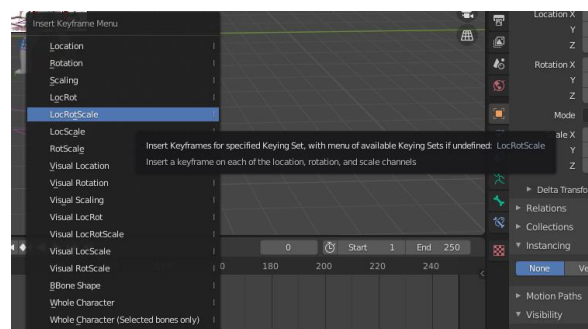 Insert Keyframe Menu
Location
Rotation
Scaling
LocRot
LocRotScale
LocScale
RotScale
Visual Location
Visual Rotation
Visual Scaling
Visual LocRot
Visual LocRotScale
Visual LocScale
Visual RotScale
BBone Shape
Whole Character
Whole Character (Selected bones only)
Insert Keyframes for specified Keying Set, with menu of available Keying Sets if undefined: LocRotScale
Insert a keyframe on each of the location, rotation, and scale channels
0 Start 1 End 250
180 200 220 240
Location X
Y
Z
Rotation X
Y
Z
Mode
ale X
Y
Z
Delta Transfo
Relations
Collections
Instancing
None Ve
Motion Paths
Visibility